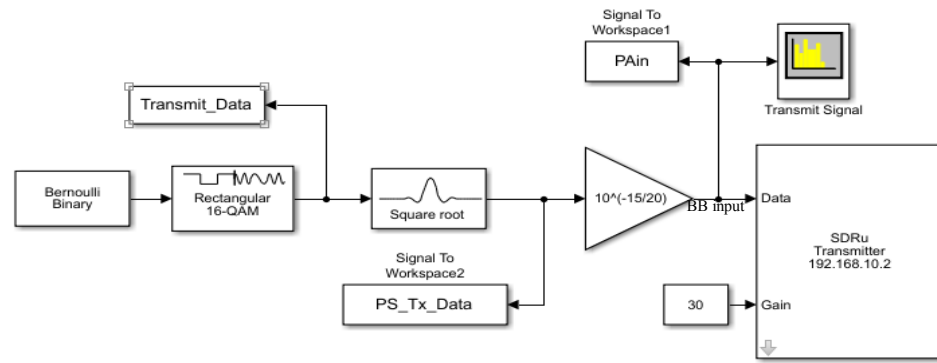 Signal To
Workspace1
PAin
Transmit Signal
Transmit_Data
Bernoulli
Binary
Rectangular
16-QAM
Square root
10^(-15/20)
BB input
Data
SDRu
Transmitter
192.168.10.2
Signal To
Workspace2
PS_Tx_Data
30
Gain